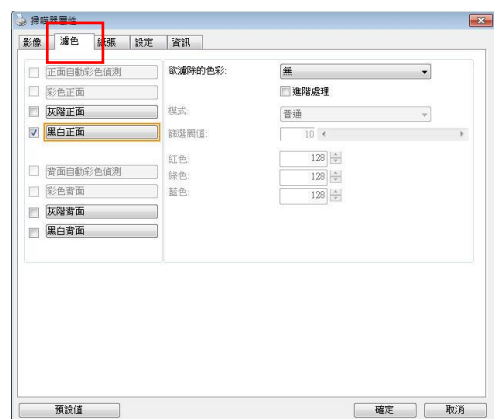 掃瞄器屬性
影像 濾色 紙張 設定 資訊
正面自動彩色偵測
彩色正面
灰階正面
黑白正面
背面自動彩色偵測
彩色背面
灰階背面
黑白背面
欲濾除的色彩: 無
進階處理
模式: 普通
篩選閾值: 10
紅色: 128
綠色: 128
藍色: 128
預設值 確定 取消